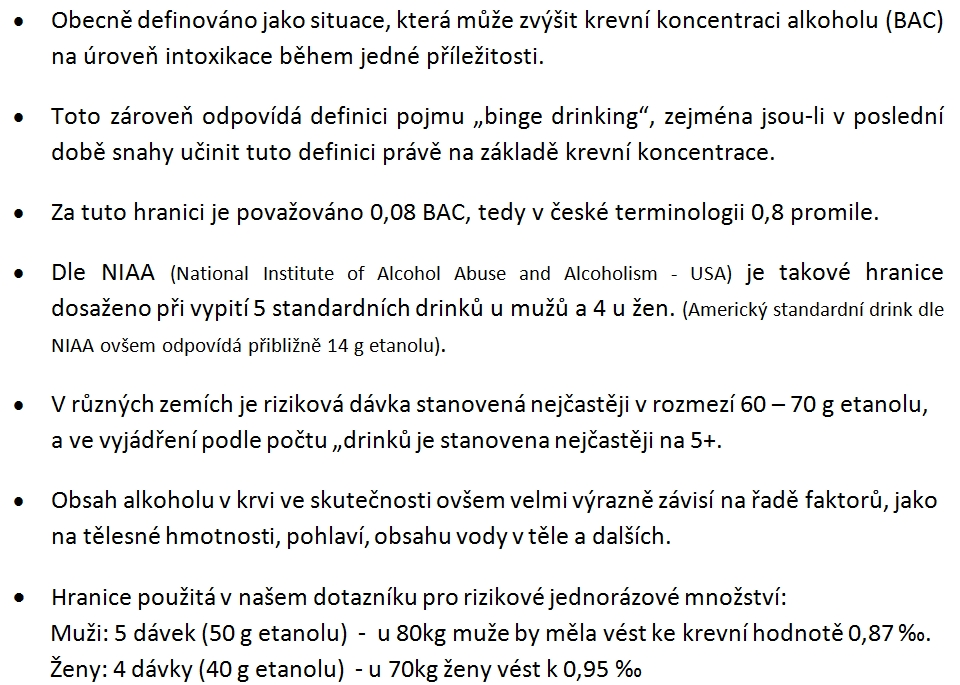 • Obecně definováno jako situace, která může zvýšit krevní koncentraci alkoholu (BAC)
na úroveň intoxikace během jedné příležitosti.
• Toto zároveň odpovídá definici pojmu „binge drinking“, zejména jsou-li v poslední
době snahy učinit tuto definici právě na základě krevní koncentrace.
• Za tuto hranici je považováno 0,08 BAC, tedy v české terminologii 0,8 promile.
• Dle NIAA (National Institute of Alcohol Abuse and Alcoholism - USA) je takové hranice
dosaženo při vypití 5 standardních drinků u mužů a 4 u žen. (Americký standardní drink dle
NIAA ovšem odpovídá přibližně 14 g etanolu).
• V různých zemích je riziková dávka stanovená nejčastěji v rozmezí 60 – 70 g etanolu,
a ve vyjádření podle počtu „drinků je stanovena nejčastěji na 5+.
• Obsah alkoholu v krvi ve skutečnosti ovšem velmi výrazně závisí na řadě faktorů, jako
na tělesné hmotnosti, pohlaví, obsahu vody v těle a dalších.
• Hranice použitá v našem dotazníku pro rizikové jednorázové množství:
Muži: 5 dávek (50 g etanolu) - u 80kg muže by měla vést ke krevní hodnotě 0,87 ‰.
Ženy: 4 dávky (40 g etanolu) - u 70kg ženy vést k 0,95 ‰